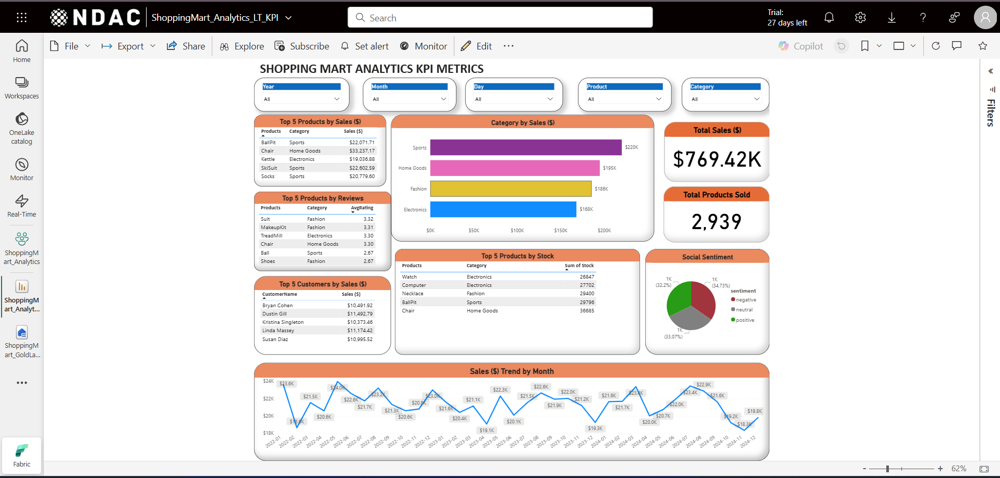 NDAC
ShoppingMart_Analytics_LT_KPI
Search
Trial:
27 days left
File
Export
Share
Explore
Subscribe
Set alert
Monitor
Edit
Copilot
Home
Workspaces
OneLake
catalog
Monitor
Real-Time
ShoppingM
art_Analytics
ShoppingM
art_Analyt...
ShoppingM
art_GoldLa...
Fabric
Filters
SHOPPING MART ANALYTICS KPI METRICS
Year
All
Month
All
Day
All
Product
All
Category
All
Top 5 Products by Sales ($)
Products Category Sales ($)
BallPit Sports $22,071.71
Chair Home Goods $33,237.17
Kettle Electronics $19,036.88
SkiSuit Sports $22,602.59
Socks Sports $20,779.60
Category by Sales ($)
Sports $220K
Home Goods $195K
Fashion $186K
Electronics $168K
$0K $50K $100K $150K $200K
Total Sales ($)
$769.42K
Total Products Sold
2,939
Top 5 Products by Reviews
Products Category AvgRating
Suit Fashion 3.32
MakeupKit Fashion 3.31
TreadMill Electronics 3.30
Chair Home Goods 3.30
Ball Sports 2.67
Shoes Fashion 2.67
Top 5 Customers by Sales ($)
CustomerName Sales ($)
Bryan Cohen $10,491.92
Dustin Gill $11,492.79
Kristina Singleton $10,373.46
Linda Massey $11,174.42
Susan Diaz $10,995.52
Top 5 Products by Stock
Products Category Sum of Stock
Watch Electronics 26847
Computer Electronics 27702
Necklace Fashion 29400
BallPit Sports 29796
Chair Home Goods 36685
Social Sentiment
1K
(32.2%)
1K
(34.73%)
1K
(33.07%)
sentiment
negative
neutral
positive
Sales ($) Trend by Month
$24K
$22K
$20K
$18K
$23.6K
$18.6K
$21.5K
$20.6K
$24.0K
$22.6K
$21.7K
$23.2K
$21.3K
$20.6K
$20.8K
$23.0K
$21.6K
$20.4K
$21.1K
$19.1K
$22.3K
$20.1K
$21.5K
$22.6K
$21.9K
$22.0K
$21.2K
$19.3K
$21.6K
$21.7K
$23.4K
$20.0K
$20.7K
$22.0K
$23.4K
$22.9K
$21.6K
$19.2K
$18.3K
$19.8K
2022-01 2022-02 2022-03 2022-04 2022-05 2022-06 2022-07 2022-08 2022-09 2022-10 2022-11 2022-12 2023-01 2023-02 2023-03 2023-04 2023-05 2023-06 2023-07 2023-08 2023-09 2023-10 2023-11 2023-12 2024-01 2024-02 2024-03 2024-04 2024-05 2024-06 2024-07 2024-08 2024-09 2024-10 2024-11 2024-12
- + 62%